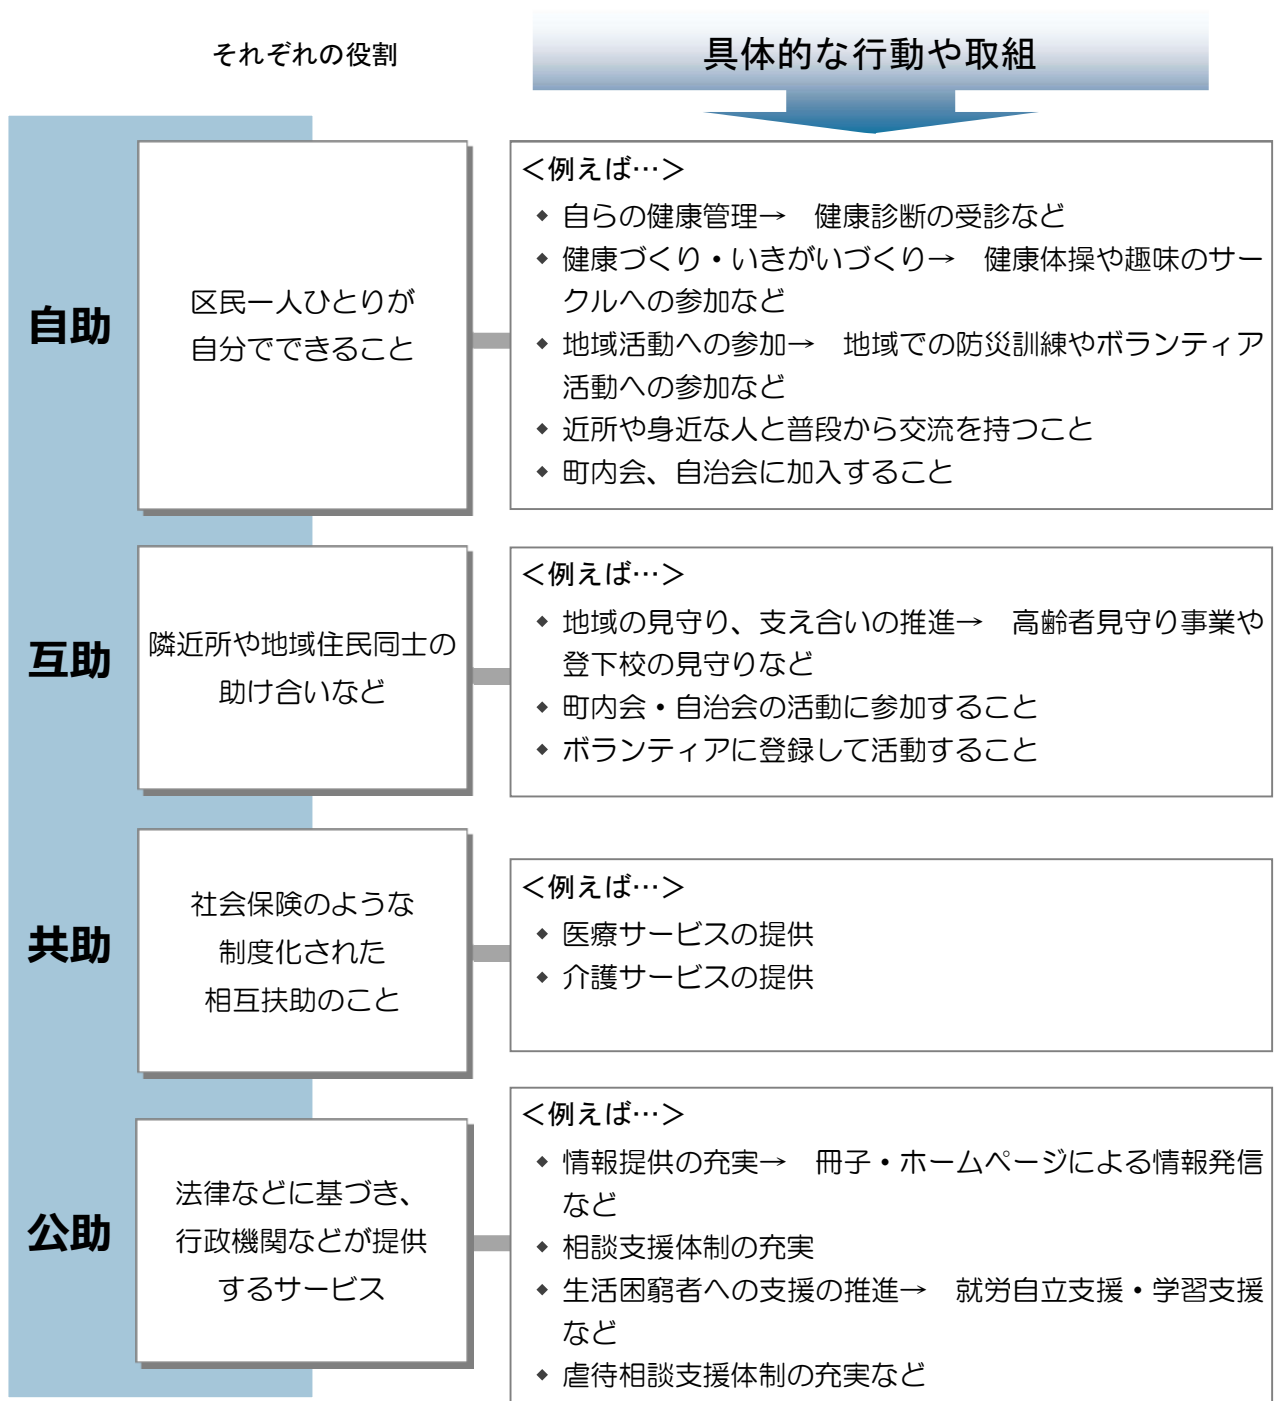 それぞれの役割
具体的な行動や取組
自助
区民一人ひとりが
自分でできること
＜例えば…＞
◆ 自らの健康管理→　健康診断の受診など
◆ 健康づくり・いきがいづくり→　健康体操や趣味のサー
クルへの参加など
◆ 地域活動への参加→　地域での防災訓練やボランティア
活動への参加など
◆ 近所や身近な人と普段から交流を持つこと
◆ 町内会、自治会に加入すること
互助
隣近所や地域住民同士の
助け合いなど
＜例えば…＞
◆ 地域の見守り、支え合いの推進→　高齢者見守り事業や
登下校の見守りなど
◆ 町内会・自治会の活動に参加すること
◆ ボランティアに登録して活動すること
共助
社会保険のような
制度化された
相互扶助のこと
＜例えば…＞
◆ 医療サービスの提供
◆ 介護サービスの提供
公助
法律などに基づき、
行政機関などが提供
するサービス
＜例えば…＞
◆ 情報提供の充実→　冊子・ホームページによる情報発信
など
◆ 相談支援体制の充実
◆ 生活困窮者への支援の推進→　就労自立支援・学習支援
など
◆ 虐待相談支援体制の充実など